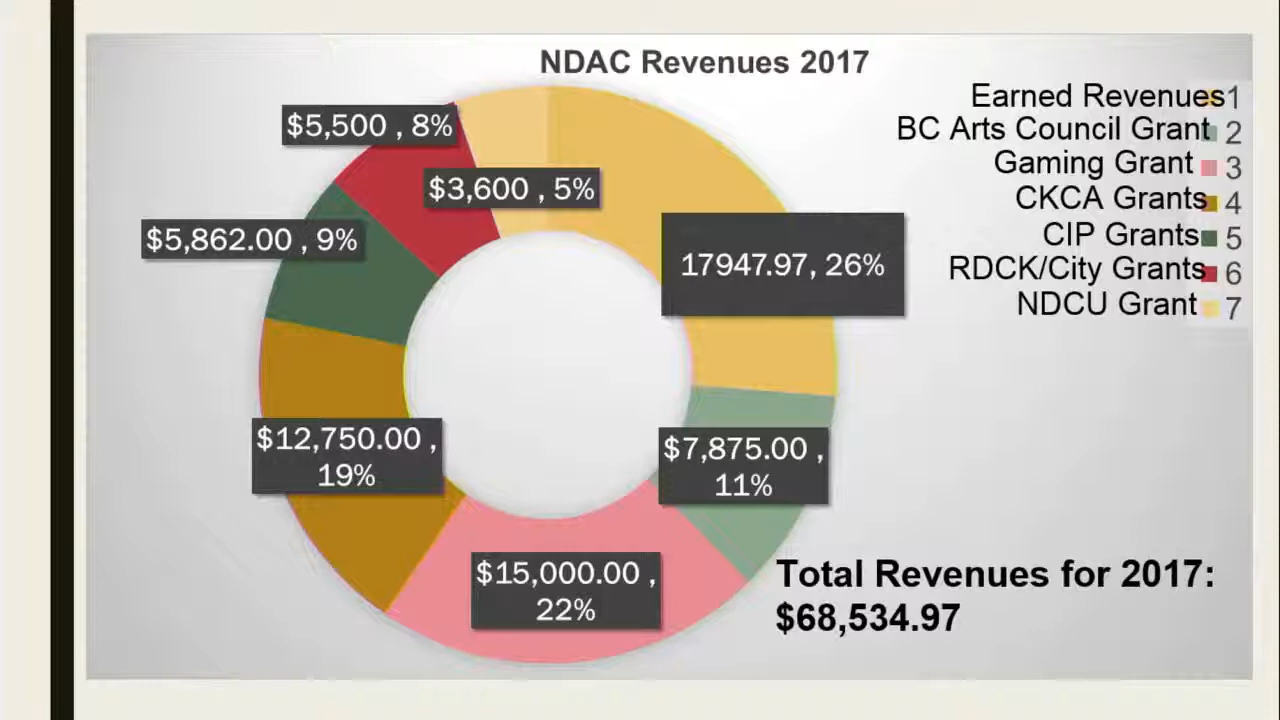 NDAC Revenues 2017
Earned Revenues 1
BC Arts Council Grant 2
Gaming Grant 3
CKCA Grants 4
CIP Grants 5
RDCK/City Grants 6
NDCU Grant 7
$5,500 , 8%
$3,600 , 5%
$5,862.00 , 9%
17947.97, 26%
$12,750.00 ,
19%
$7,875.00 ,
11%
$15,000.00 ,
22%
Total Revenues for 2017:
$68,534.97